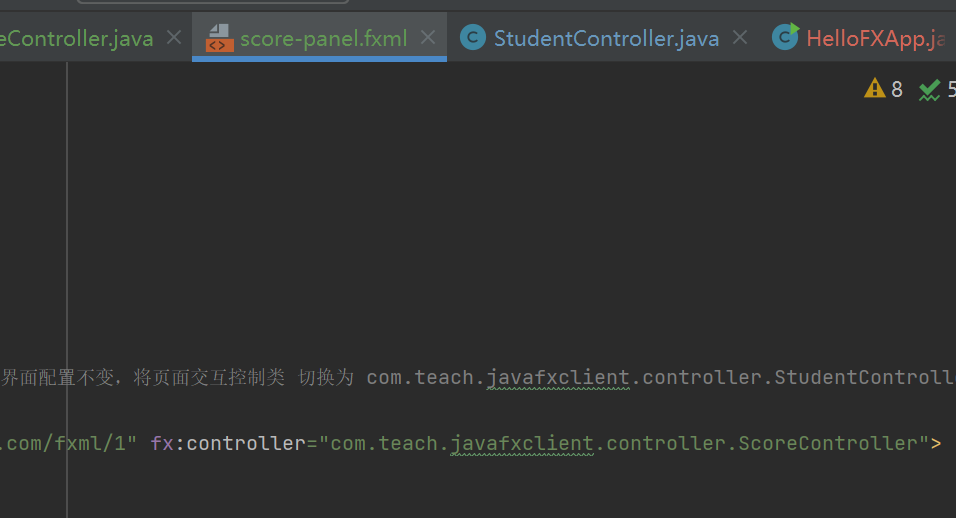 eController.java score-panel.fxml StudentController.java HelloFXApp.ja
8 5
界面配置不变，将页面交互控制类 切换为 com.teach.javafxclient.controller.StudentControll
.com/fxml/1" fx:controller="com.teach.javafxclient.controller.ScoreController">